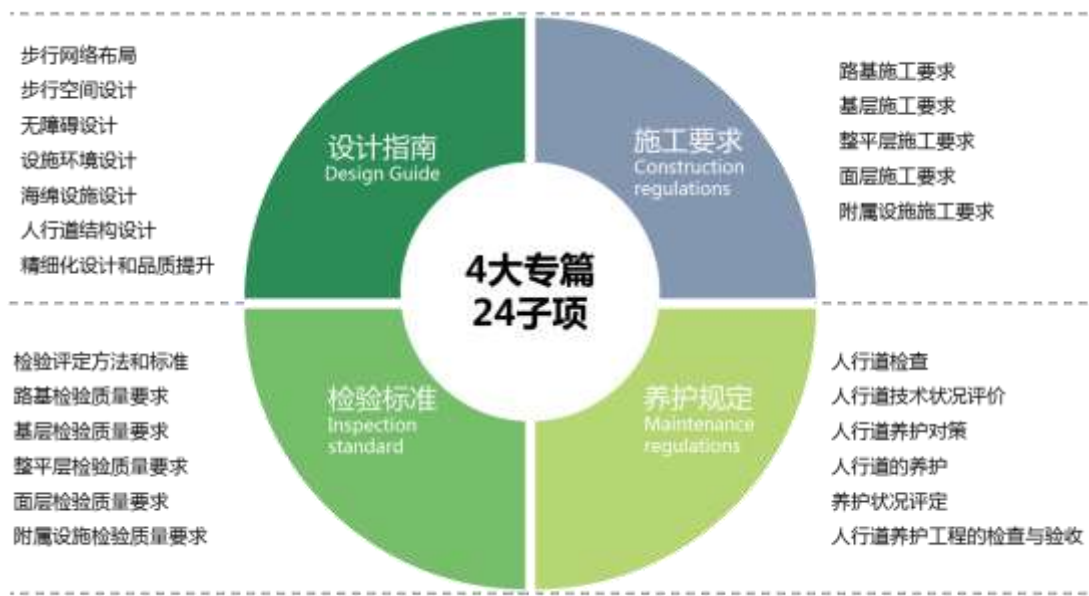 步行网络布局
步行空间设计
无障碍设计
设施环境设计
海绵设施设计
人行道结构设计
精细化设计和品质提升
设计指南
Design Guide
施工要求
Construction
regulations
路基施工要求
基层施工要求
整平层施工要求
面层施工要求
附属设施施工要求
4大专篇
24子项
检验评定方法和标准
路基检验质量要求
基层检验质量要求
整平层检验质量要求
面层检验质量要求
附属设施检验质量要求
检验标准
Inspection
standard
养护规定
Maintenance
regulations
人行道检查
人行道技术状况评价
人行道养护对策
人行道的养护
养护状况评定
人行道养护工程的检查与验收